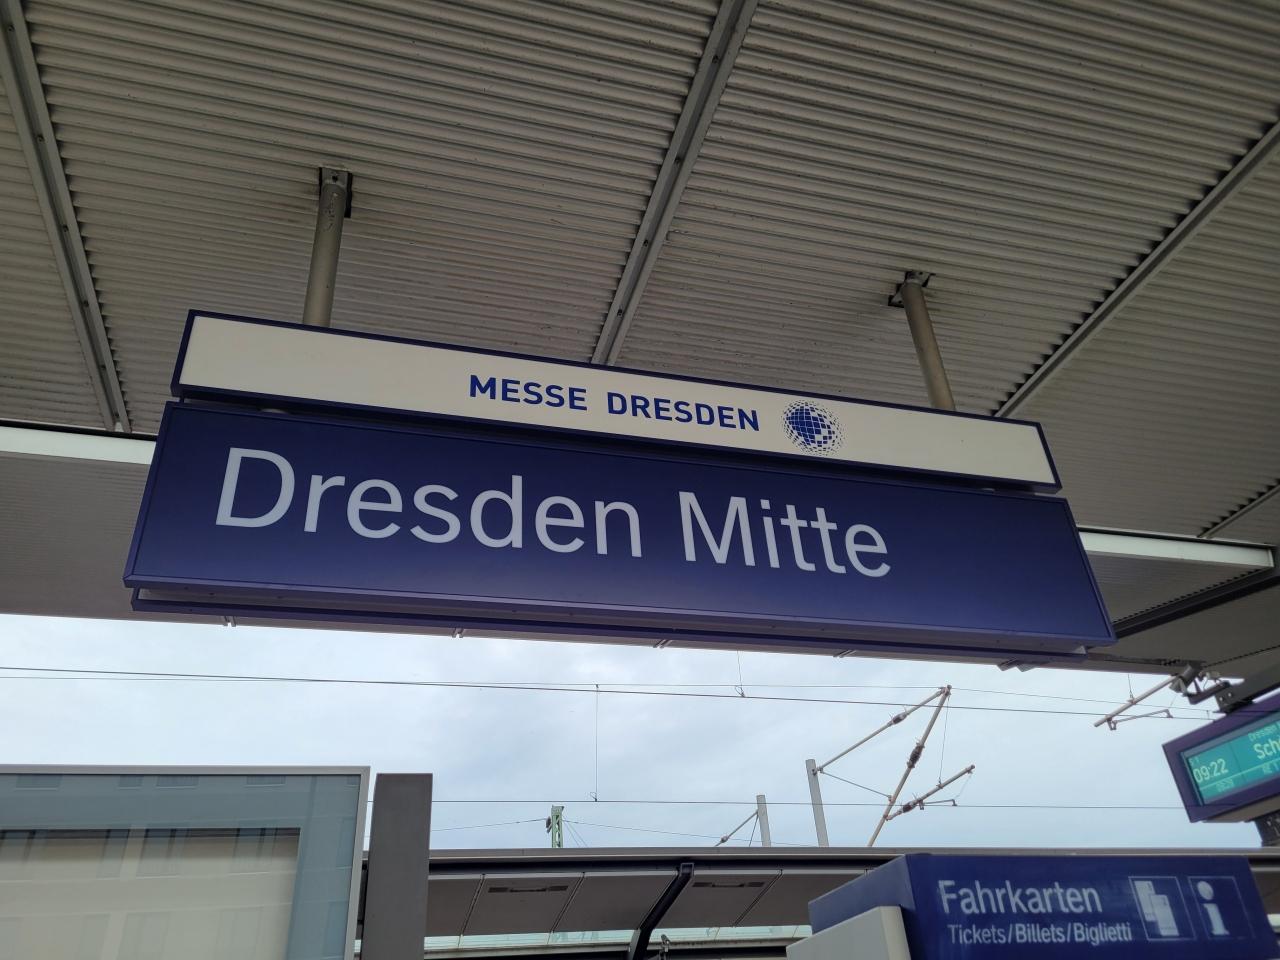 MESSE DRESDEN
Dresden Mitte
09:22
Fahrkarten
Tickets/Billets/Biglietti
i